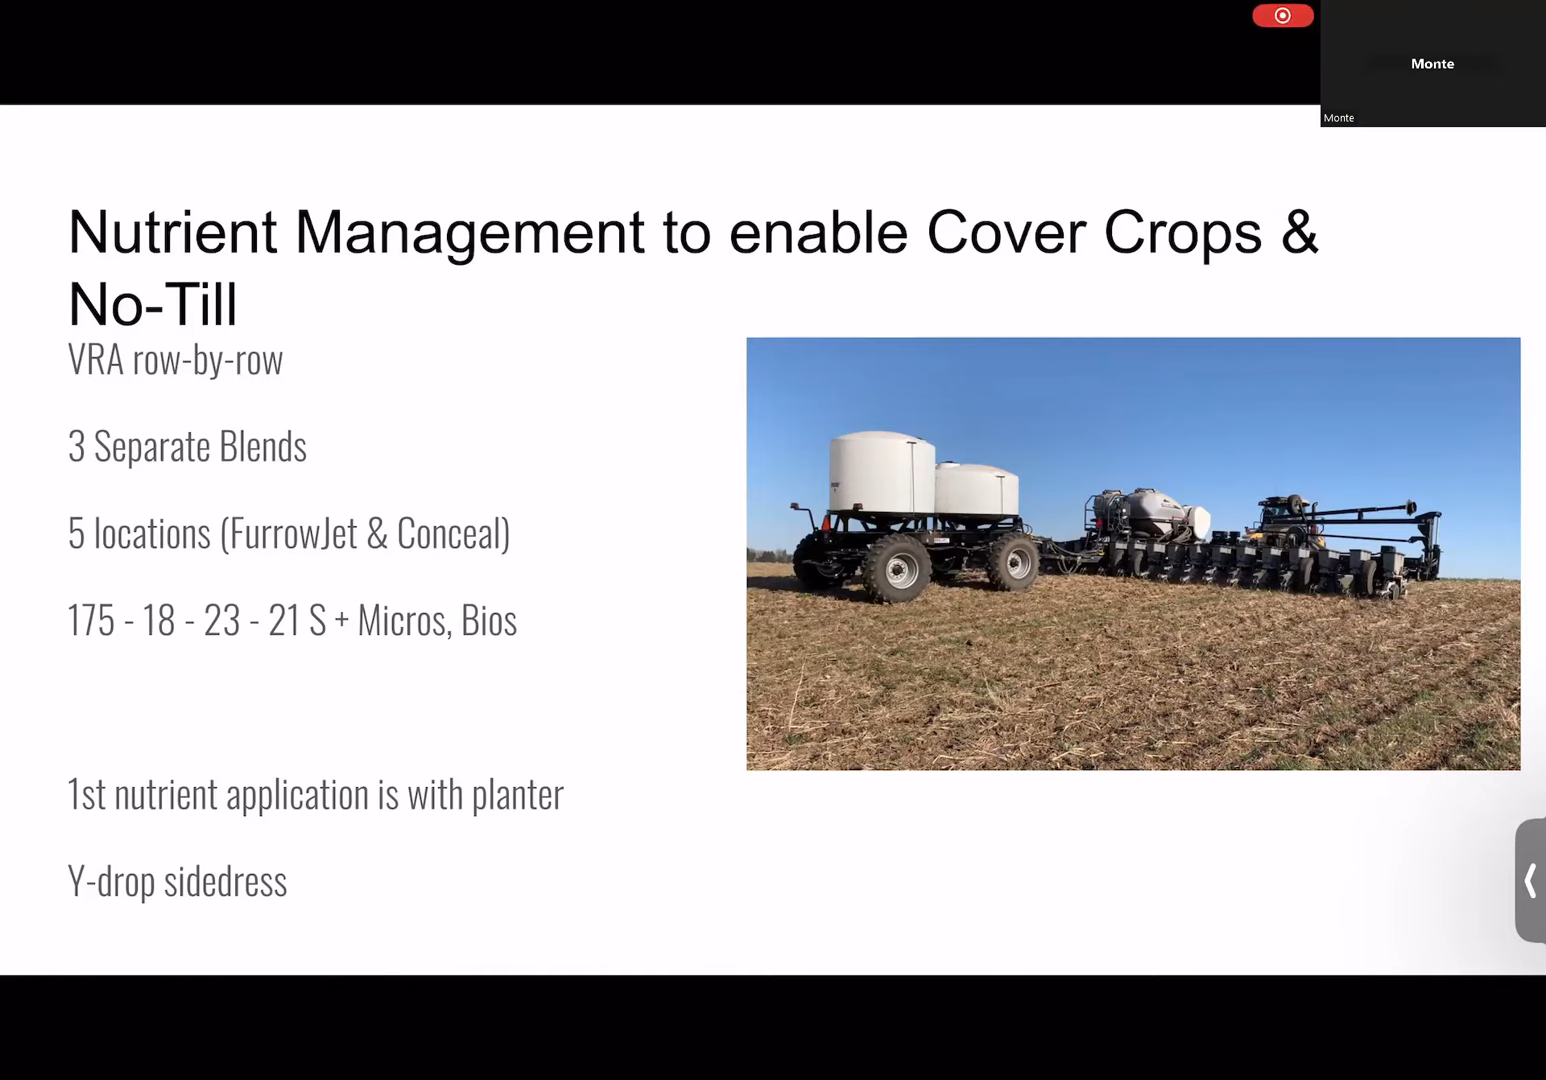 Monte
Monte
Nutrient Management to enable Cover Crops &
No-Till
VRA row-by-row
3 Separate Blends
5 locations (FurrowJet & Conceal)
175 - 18 - 23 - 21 S + Micros, Bios
1st nutrient application is with planter
Y-drop sidedress